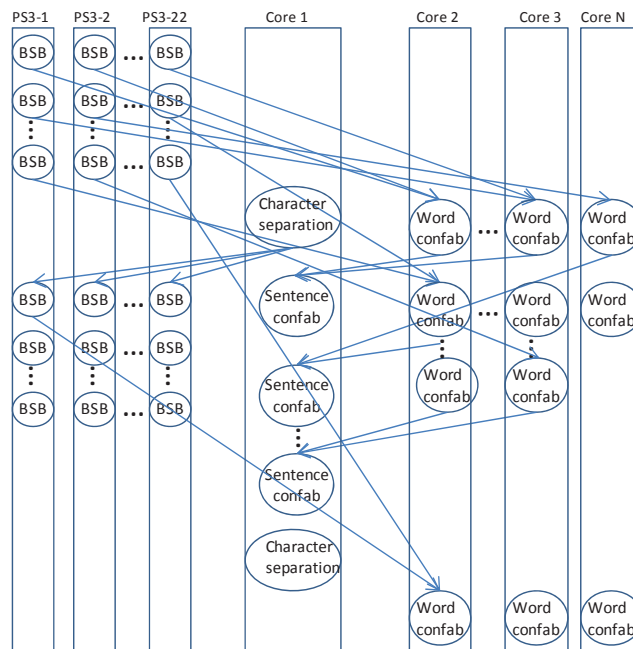 PS3-1 PS3-2 PS3-22 Core 1 Core 2 Core 3 Core N
BSB BSB ... BSB
BSB BSB BSB
BSB BSB ... BSB
Character
separation
Word
confab
...
Word
confab
Word
confab
BSB BSB ... BSB
Sentence
confab
Word
confab
...
Word
confab
Word
confab
BSB BSB ... BSB
Sentence
confab
Word
confab
Word
confab
BSB BSB ... BSB
Sentence
confab
Character
separation
Word
confab
Word
confab
Word
confab